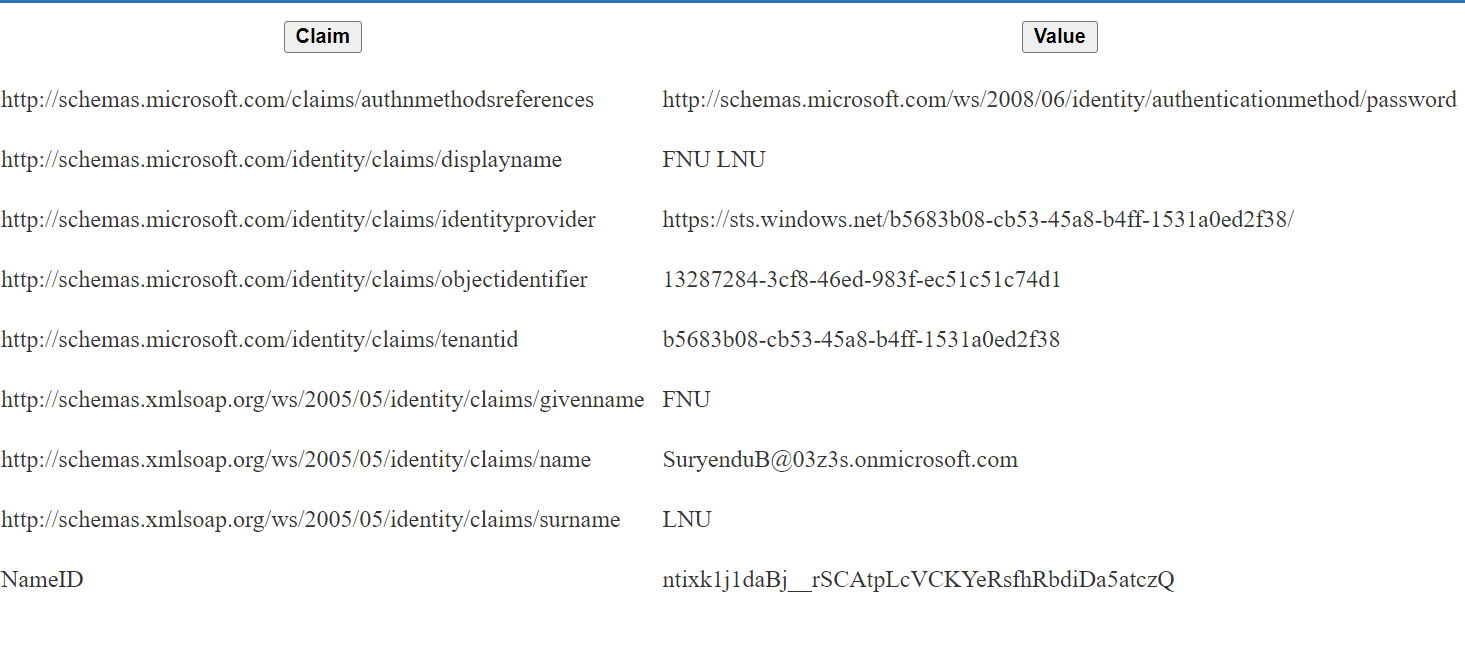 Claim Value
http://schemas.microsoft.com/claims/authnmethodsreferences http://schemas.microsoft.com/ws/2008/06/identity/authenticationmethod/password
http://schemas.microsoft.com/identity/claims/displayname FNU LNU
http://schemas.microsoft.com/identity/claims/identityprovider https://sts.windows.net/b5683b08-cb53-45a8-b4ff-1531a0ed2f38/
http://schemas.microsoft.com/identity/claims/objectidentifier 13287284-3cf8-46ed-983f-ec51c51c74d1
http://schemas.microsoft.com/identity/claims/tenantid b5683b08-cb53-45a8-b4ff-1531a0ed2f38
http://schemas.xmlsoap.org/ws/2005/05/identity/claims/givenname FNU
http://schemas.xmlsoap.org/ws/2005/05/identity/claims/name SuryenduB@03z3s.onmicrosoft.com
http://schemas.xmlsoap.org/ws/2005/05/identity/claims/surname LNU
NameID ntixk1j1daBj__rSCAtpLcVCKYeRsfhRbdiDa5atczQ